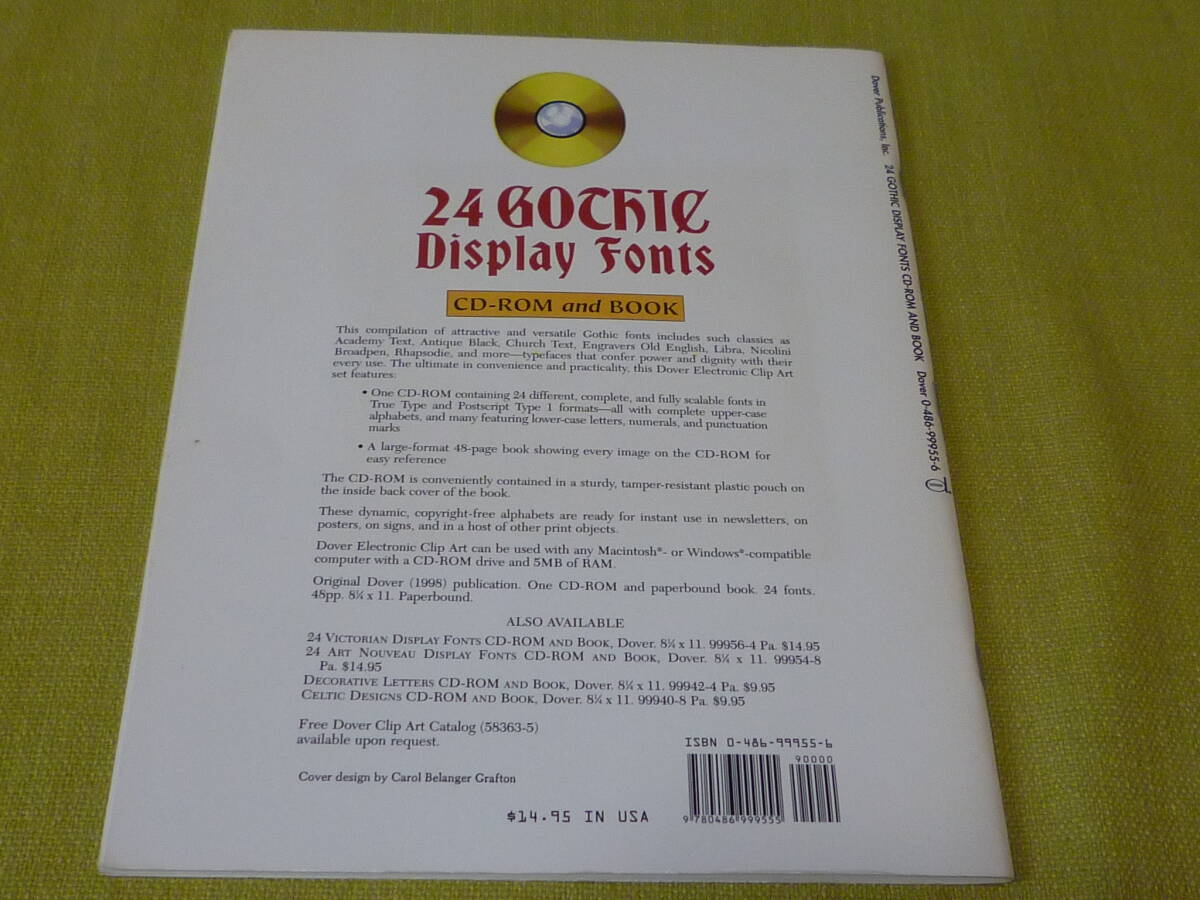 24 GOTHIC
Display Fonts
CD-ROM and BOOK
This compilation of attractive and versatile Gothic fonts includes such classics as
Academy Text, Antique Black, Church Text, Engravers Old English, Libra, Nicolini
Broadpen, Rhapsodie, and more—typefaces that confer power and dignity with their
every use. The ultimate in convenience and practicality, this Dover Electronic Clip Art
set features:
• One CD-ROM containing 24 different, complete, and fully scalable fonts in
True Type and Postscript Type 1 formats—all with complete upper-case
alphabets, and many featuring lower-case letters, numerals, and punctuation
marks
• A large-format 48-page book showing every image on the CD-ROM for
easy reference
The CD-ROM is conveniently contained in a sturdy, tamper-resistant plastic pouch on
the inside back cover of the book.
These dynamic, copyright-free alphabets are ready for instant use in newsletters, on
posters, on signs, and in a host of other print objects.
Dover Electronic Clip Art can be used with any Macintosh®- or Windows®-compatible
computer with a CD-ROM drive and 5MB of RAM.
Original Dover (1998) publication. One CD-ROM and paperbound book. 24 fonts.
48pp. 8¼ x 11. Paperbound.
ALSO AVAILABLE
24 VICTORIAN DISPLAY FONTS CD-ROM AND BOOK, Dover. 8¼ x 11. 99956-4 Pa. $14.95
24 ART NOUVEAU DISPLAY FONTS CD-ROM AND BOOK, Dover. 8¼ x 11. 99954-8
Pa. $14.95
DECORATIVE LETTERS CD-ROM AND BOOK, Dover. 8¼ x 11. 99942-4 Pa. $9.95
CELTIC DESIGNS CD-ROM AND BOOK, Dover. 8¼ x 11. 99940-8 Pa. $9.95
Free Dover Clip Art Catalog (58363-5)
available upon request.
Cover design by Carol Belanger Grafton
$14.95 IN USA
ISBN 0-486-99955-6
90000
9 780486 999555
Dover Publications, Inc. 24 GOTHIC DISPLAY FONTS CD-ROM AND BOOK Dover 0-486-99955-6